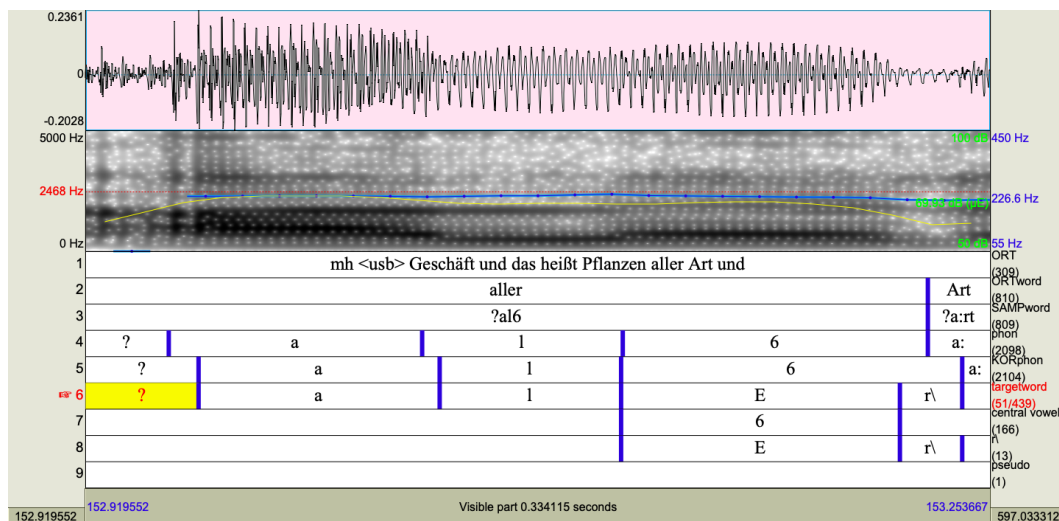 0.2361
0
-0.2028
5000 Hz 100 dB 450 Hz
2468 Hz 226.6 Hz
0 Hz 50 dB 55 Hz
1 mh <usb> Geschäft und das heißt Pflanzen aller Art und ORT (309)
2 aller Art ORTword (810)
3 ?al6 ?a:rt SAMPword (809)
4 ? a l 6 a: phon (2098)
5 ? a l 6 a: KORphon (2104)
6 ? a l E r\ targetword (51/439)
7 6 central vowel (166)
8 E r\ r\ (13)
9 pseudo (1)
152.919552 Visible part 0.334115 seconds 153.253667
152.919552 597.033312